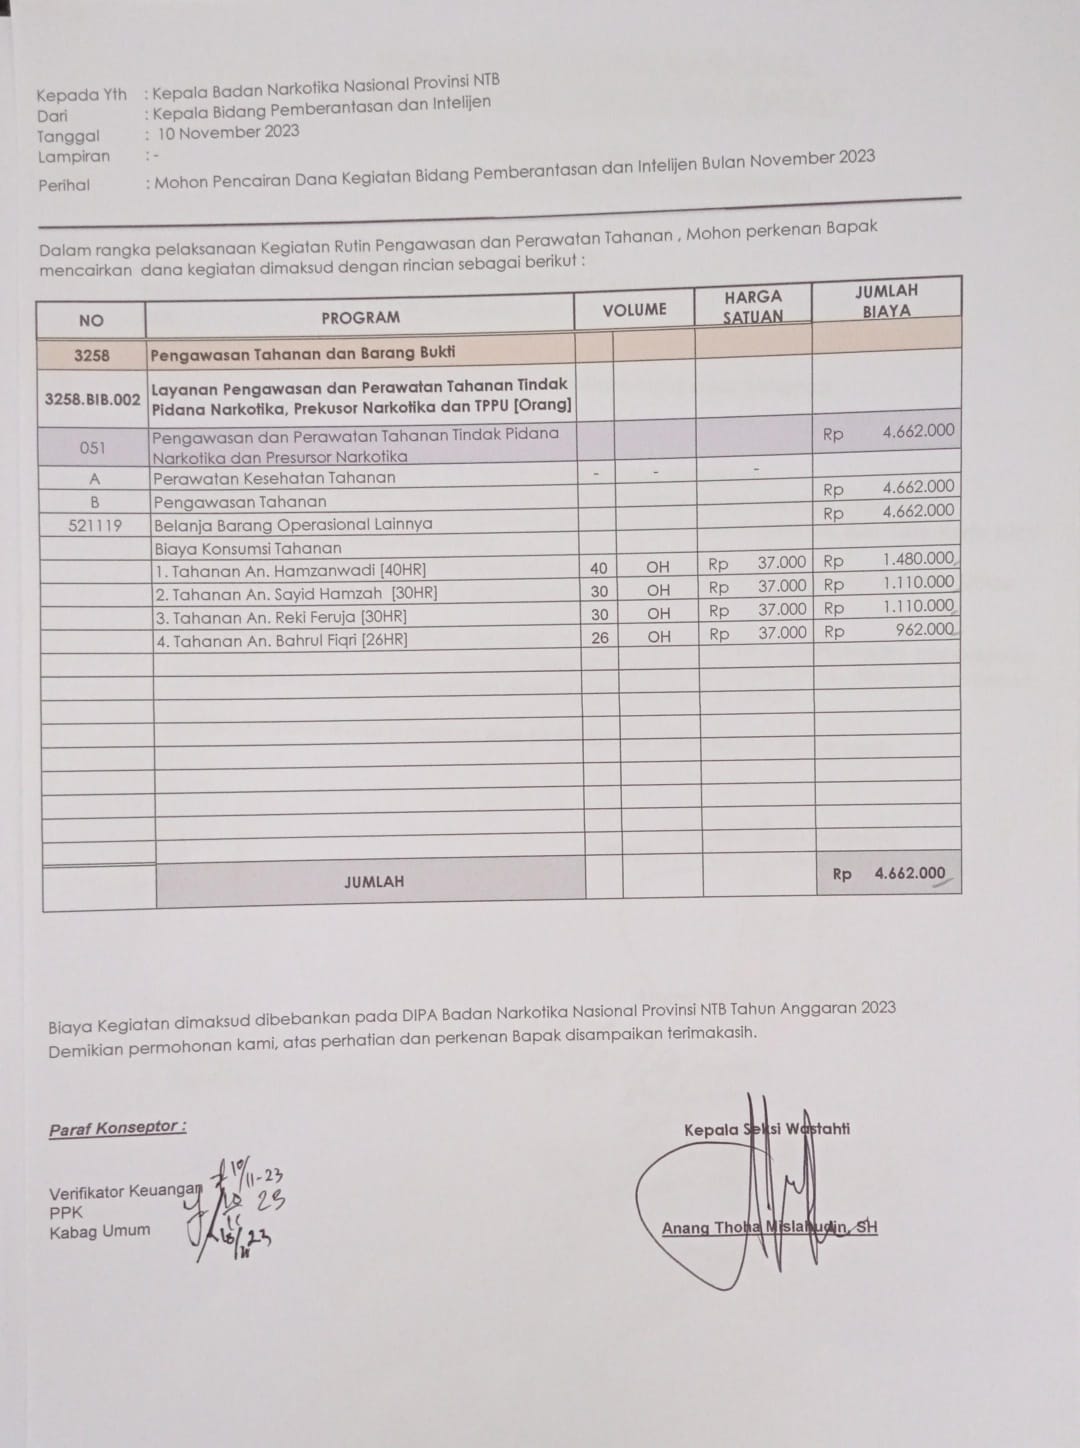 Kepada Yth : Kepala Badan Narkotika Nasional Provinsi NTB
Dari : Kepala Bidang Pemberantasan dan Intelijen
Tanggal : 10 November 2023
Lampiran : -
Perihal : Mohon Pencairan Dana Kegiatan Bidang Pemberantasan dan Intelijen Bulan November 2023
Dalam rangka pelaksanaan Kegiatan Rutin Pengawasan dan Perawatan Tahanan , Mohon perkenan Bapak
mencairkan dana kegiatan dimaksud dengan rincian sebagai berikut :
NO PROGRAM VOLUME HARGA SATUAN JUMLAH BIAYA
3258 Pengawasan Tahanan dan Barang Bukti
3258.BIB.002 Layanan Pengawasan dan Perawatan Tahanan Tindak
Pidana Narkotika, Prekusor Narkotika dan TPPU [Orang]
051 Pengawasan dan Perawatan Tahanan Tindak Pidana Rp 4.662.000
Narkotika dan Presursor Narkotika
A Perawatan Kesehatan Tahanan - - -
B Pengawasan Tahanan Rp 4.662.000
521119 Belanja Barang Operasional Lainnya Rp 4.662.000
Biaya Konsumsi Tahanan
1. Tahanan An. Hamzanwadi [40HR] 40 OH Rp 37.000 Rp 1.480.000
2. Tahanan An. Sayid Hamzah [30HR] 30 OH Rp 37.000 Rp 1.110.000
3. Tahanan An. Reki Feruja [30HR] 30 OH Rp 37.000 Rp 1.110.000
4. Tahanan An. Bahrul Fiqri [26HR] 26 OH Rp 37.000 Rp 962.000
JUMLAH Rp 4.662.000
Biaya Kegiatan dimaksud dibebankan pada DIPA Badan Narkotika Nasional Provinsi NTB Tahun Anggaran 2023
Demikian permohonan kami, atas perhatian dan perkenan Bapak disampaikan terimakasih.
Paraf Konseptor :
Kepala Seksi Wastahti
Verifikator Keuangan 10/11-23
PPK
Kabag Umum
Anang Thoha Mislahudin, SH